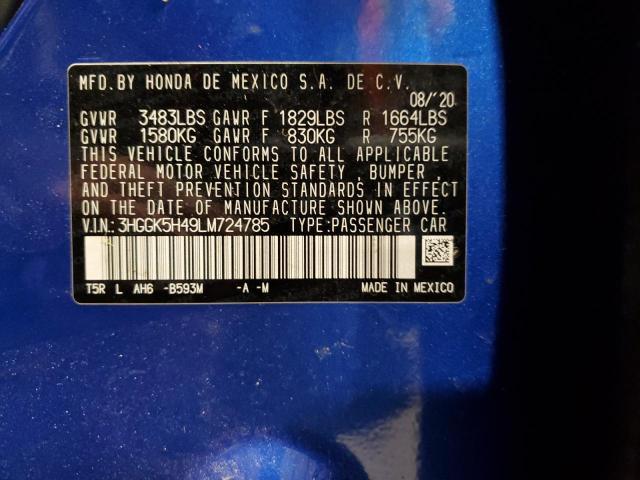 MFD. BY HONDA DE MEXICO S.A. DE C.V.
08/'20
GVWR 3483LBS GAWR F 1829LBS R 1664LBS
GVWR 1580KG GAWR F 830KG R 755KG
THIS VEHICLE CONFORMS TO ALL APPLICABLE
FEDERAL MOTOR VEHICLE SAFETY , BUMPER ,
AND THEFT PREVENTION STANDARDS IN EFFECT
ON THE DATE OF MANUFACTURE SHOWN ABOVE.
V.I.N:3HGGK5H49LM724785 TYPE:PASSENGER CAR
T5R L AH6 -B593M -A -M MADE IN MEXICO